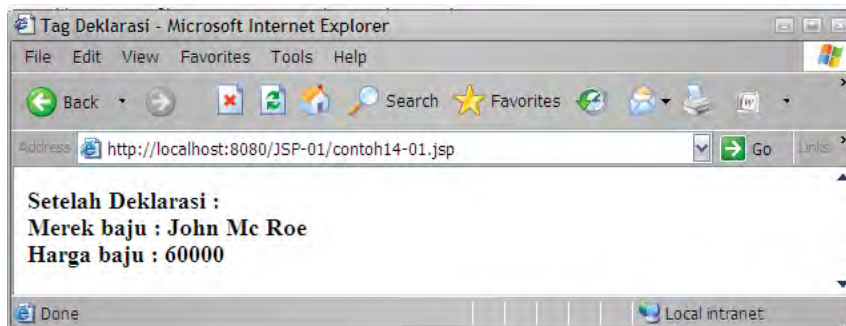 Tag Deklarasi - Microsoft Internet Explorer
File Edit View Favorites Tools Help
Back Search Favorites
Address http://localhost:8080/JSP-01/contoh14-01.jsp Go Links
Setelah Deklarasi :
Merek baju : John Mc Roe
Harga baju : 60000
Done Local intranet